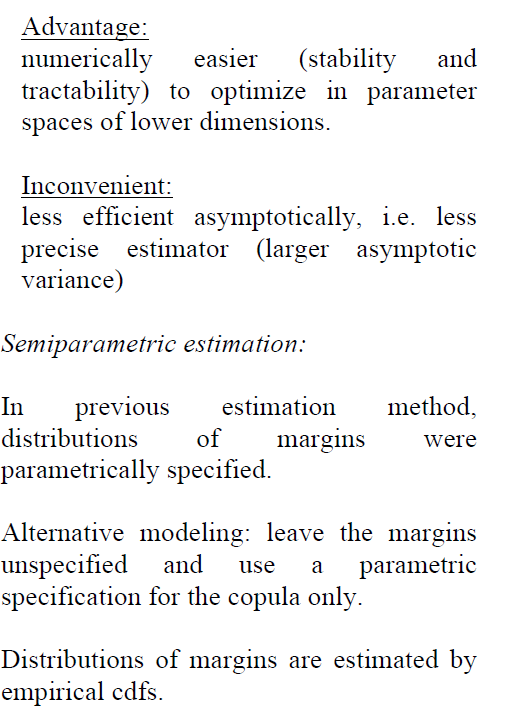 Advantage:
numerically easier (stability and
tractability) to optimize in parameter
spaces of lower dimensions.
Inconvenient:
less efficient asymptotically, i.e. less
precise estimator (larger asymptotic
variance)
Semiparametric estimation:
In previous estimation method,
distributions of margins were
parametrically specified.
Alternative modeling: leave the margins
unspecified and use a parametric
specification for the copula only.
Distributions of margins are estimated by
empirical cdfs.